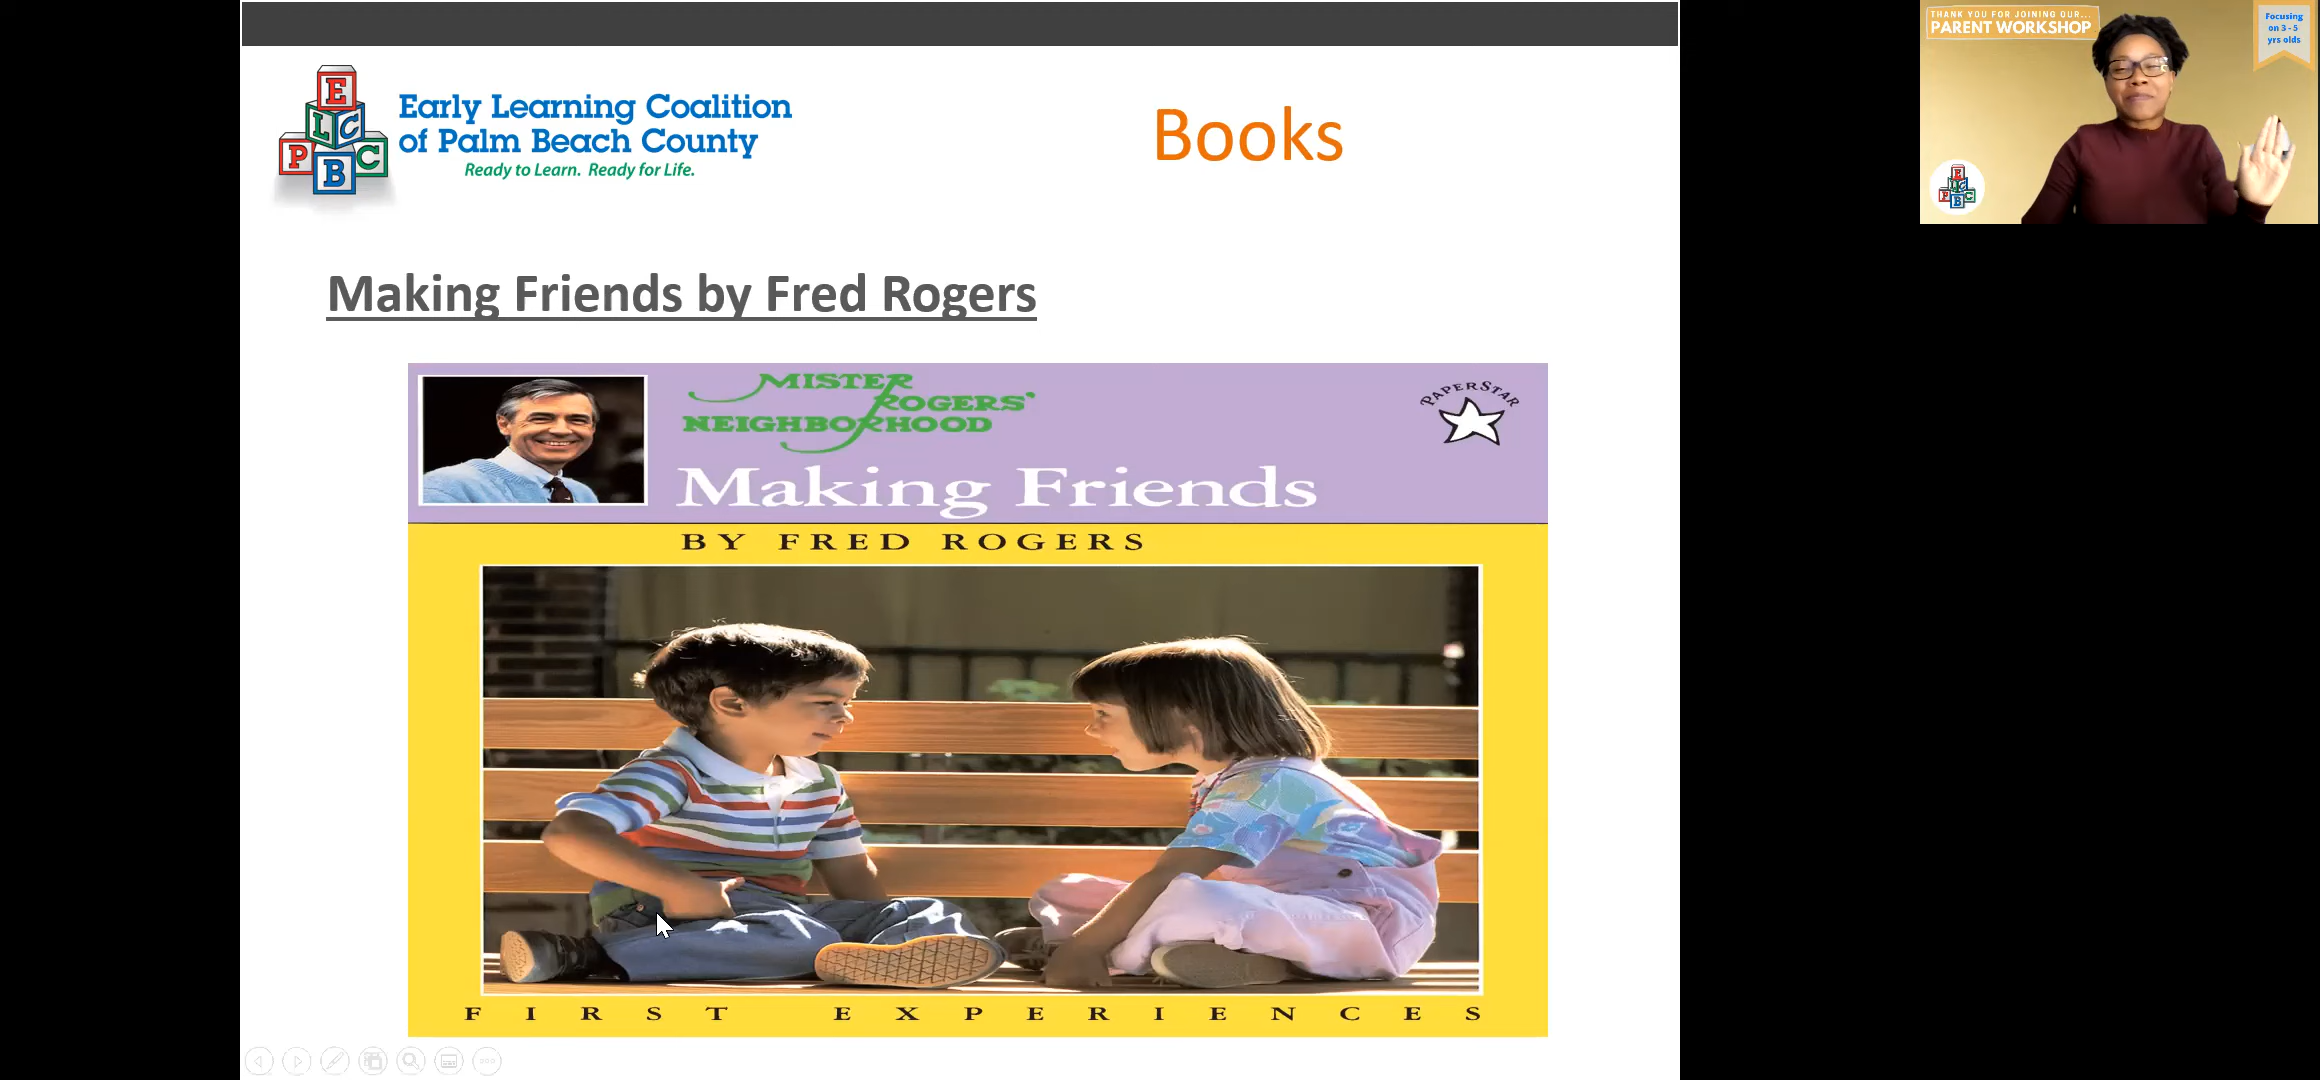 E
L C
P B C
Early Learning Coalition
of Palm Beach County
Ready to Learn. Ready for Life.
Books
Making Friends by Fred Rogers
MISTER
ROGERS'
NEIGHBORHOOD
PAPERSTAR
Making Friends
BY FRED ROGERS
FIRST EXPERIENCES
THANK YOU FOR JOINING OUR...
PARENT WORKSHOP
Focusing
on 3 - 5
yrs olds
E
L C
P B C